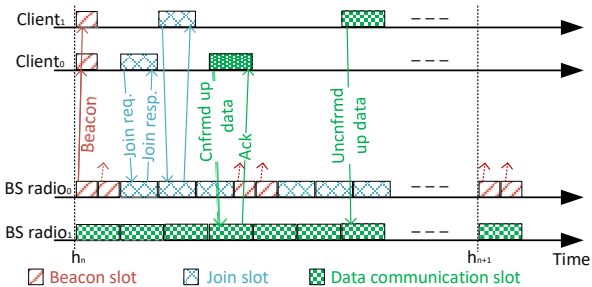 Client₁
Client₀
Beacon
Join req.
Join resp.
Cnfrmd up
data
Ack
Uncnfrmd
up data
BS radio₀
BS radio₁
hₙ
hₙ₊₁
Time
Beacon slot
Join slot
Data communication slot